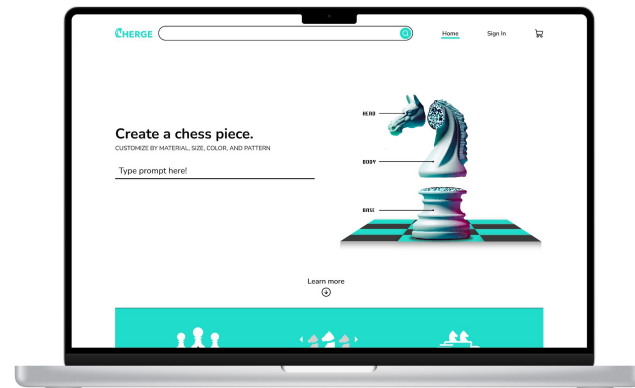 NHERGE
Home
Sign In
Create a chess piece.
CUSTOMIZE BY MATERIAL, SIZE, COLOR, AND PATTERN
Type prompt here!
HEAD
BODY
BASE
Learn more